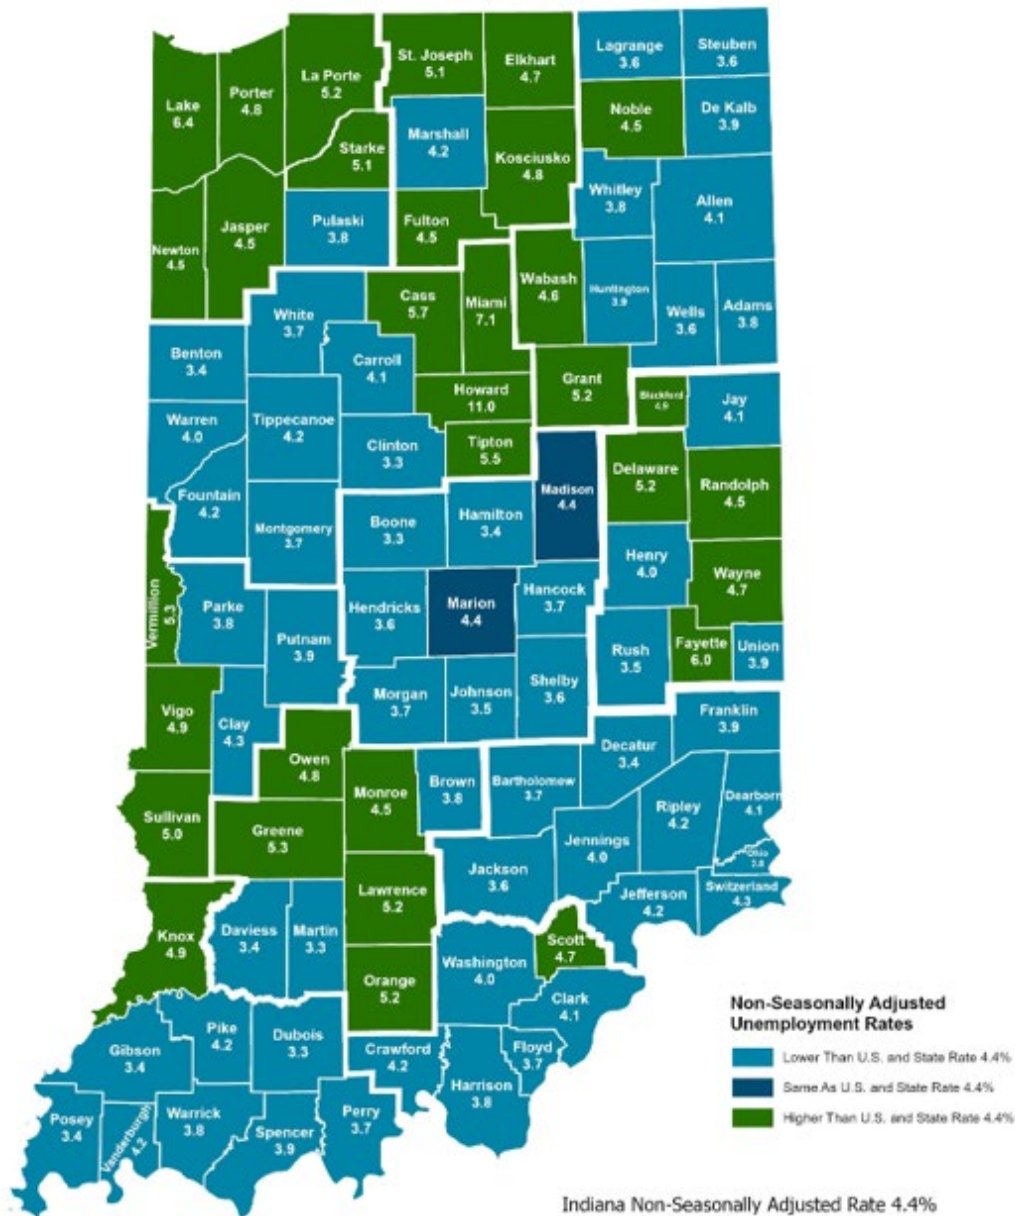 Lagrange
3.6
Steuben
3.6
St. Joseph
5.1
Elkhart
4.7
La Porte
5.2
Porter
4.8
Lake
6.4
Noble
4.5
De Kalb
3.9
Marshall
4.2
Starke
5.1
Kosciusko
4.8
Whitley
3.8
Allen
4.1
Pulaski
3.8
Fulton
4.5
Jasper
4.5
Newton
4.5
Wabash
4.6
Huntington
3.9
Wells
3.6
Adams
3.8
Cass
5.7
Miami
7.1
White
3.7
Benton
3.4
Carroll
4.1
Grant
5.2
Howard
11.0
Blackford
4.9
Jay
4.1
Warren
4.0
Tippecanoe
4.2
Clinton
3.3
Tipton
5.5
Delaware
5.2
Randolph
4.5
Madison
4.4
Fountain
4.2
Montgomery
3.7
Boone
3.3
Hamilton
3.4
Henry
4.0
Wayne
4.7
Vermillion
5.3
Parke
3.8
Putnam
3.9
Hendricks
3.6
Marion
4.4
Hancock
3.7
Rush
3.5
Fayette
6.0
Union
3.9
Morgan
3.7
Johnson
3.5
Shelby
3.6
Vigo
4.9
Clay
4.3
Franklin
3.9
Owen
4.8
Decatur
3.4
Monroe
4.5
Brown
3.8
Bartholomew
3.7
Dearborn
4.1
Ripley
4.2
Sullivan
5.0
Greene
5.3
Jennings
4.0
Ohio
Jackson
3.6
Lawrence
5.2
Jefferson
4.2
Switzerland
4.3
Knox
4.9
Daviess
3.4
Martin
3.3
Scott
4.7
Washington
4.0
Orange
5.2
Clark
4.1
Pike
4.2
Dubois
3.3
Gibson
3.4
Crawford
4.2
Floyd
3.7
Harrison
3.8
Posey
3.4
Vanderburgh
4.2
Warrick
3.8
Spencer
3.9
Perry
3.7
Non-Seasonally Adjusted
Unemployment Rates
Lower Than U.S. and State Rate 4.4%
Same As U.S. and State Rate 4.4%
Higher Than U.S. and State Rate 4.4%
Indiana Non-Seasonally Adjusted Rate 4.4%